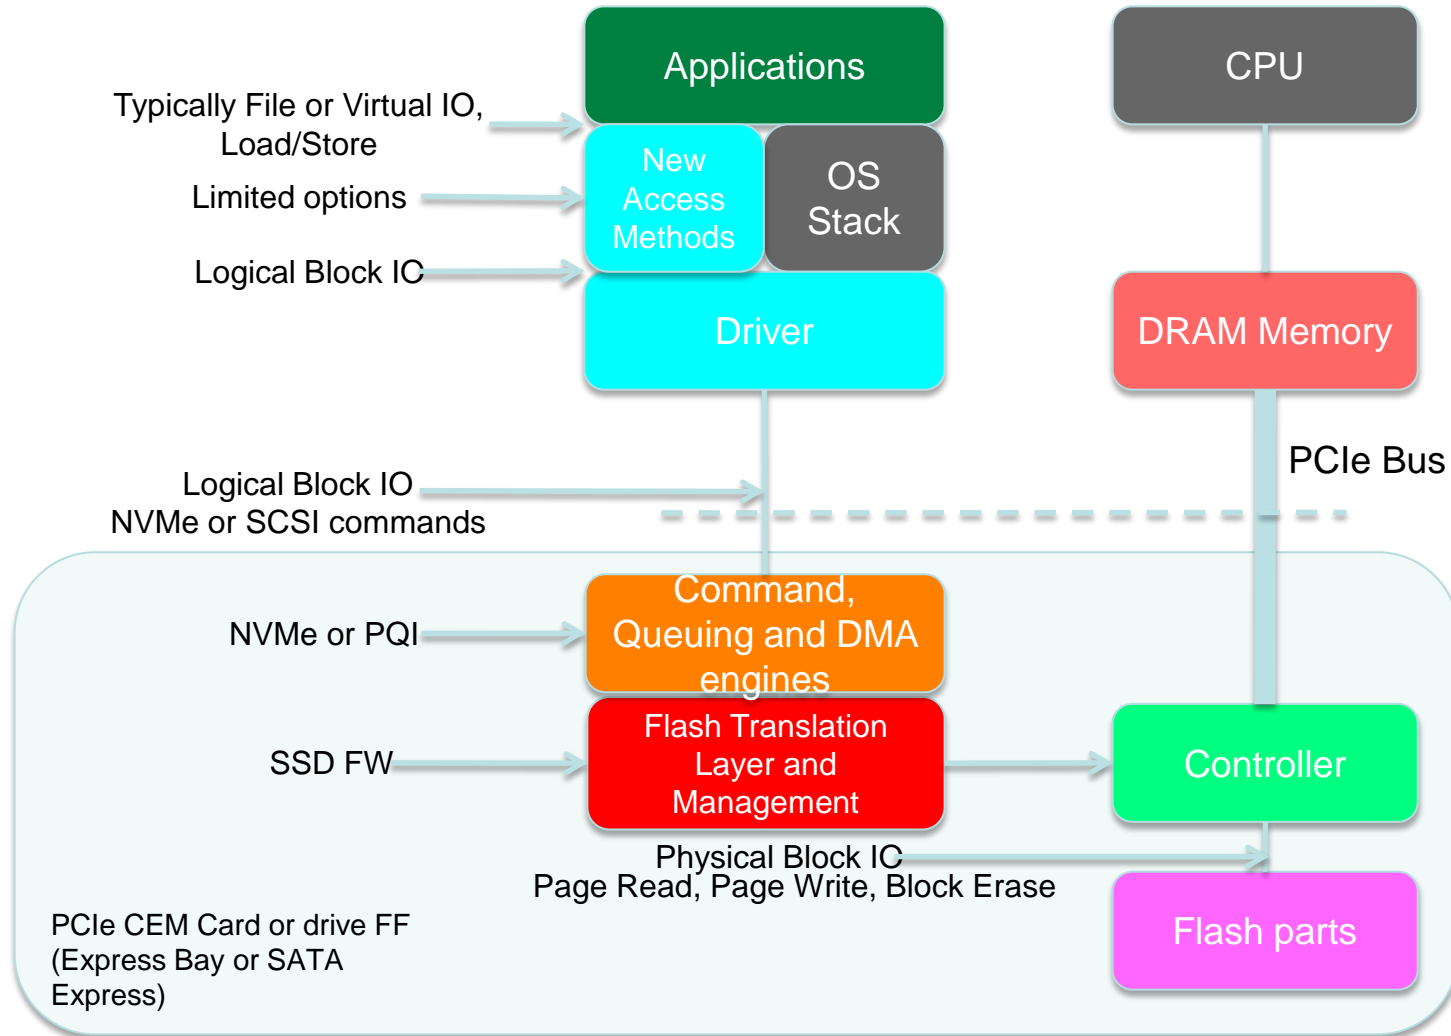 Applications
CPU
Typically File or Virtual IO,
Load/Store
New
Access
Methods
OS
Stack
Limited options
Logical Block IO
Driver
DRAM Memory
PCIe Bus
Logical Block IO
NVMe or SCSI commands
Command,
Queuing and DMA
engines
NVMe or PQI
Flash Translation
Layer and
Management
SSD FW
Controller
Physical Block IO
Page Read, Page Write, Block Erase
Flash parts
PCIe CEM Card or drive FF
(Express Bay or SATA
Express)